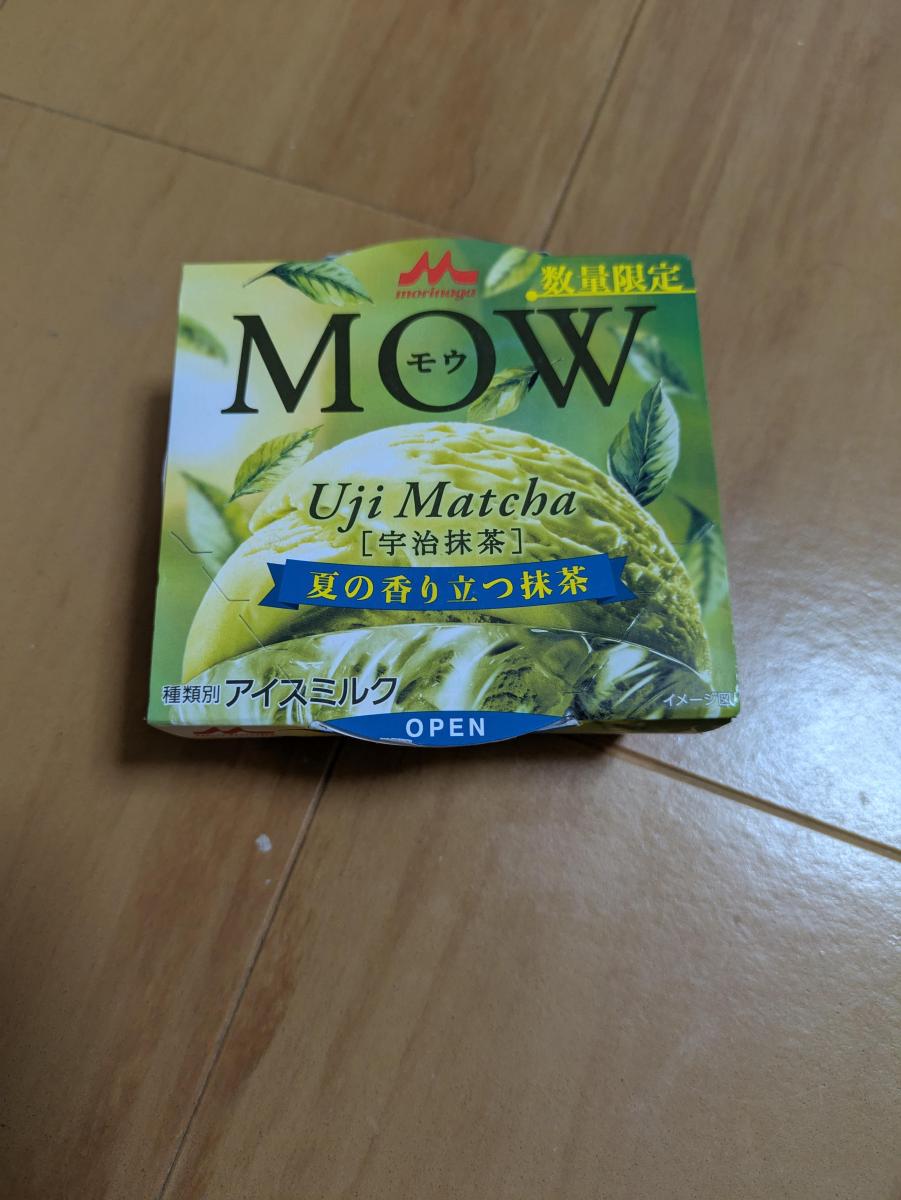 morinaga
数量限定
MOW
モウ
Uji Matcha
[宇治抹茶]
夏の香り立つ抹茶
種類別 アイスミルク
イメージ図
OPEN